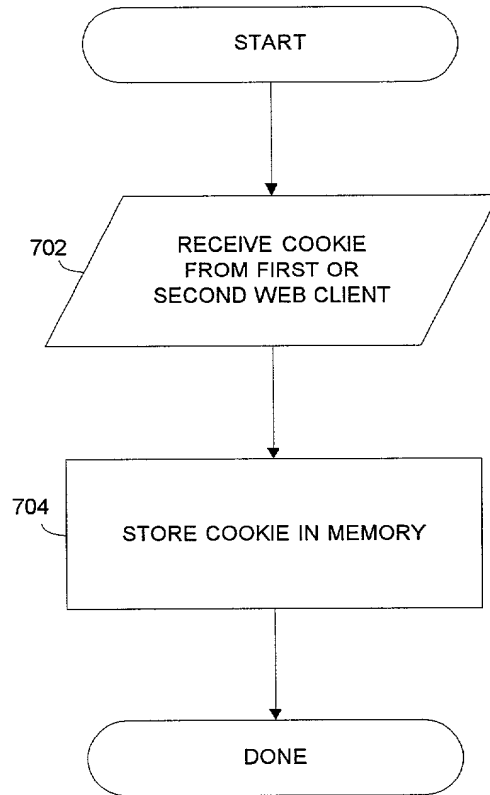 START
702
RECEIVE COOKIE
FROM FIRST OR
SECOND WEB CLIENT
704
STORE COOKIE IN MEMORY
DONE